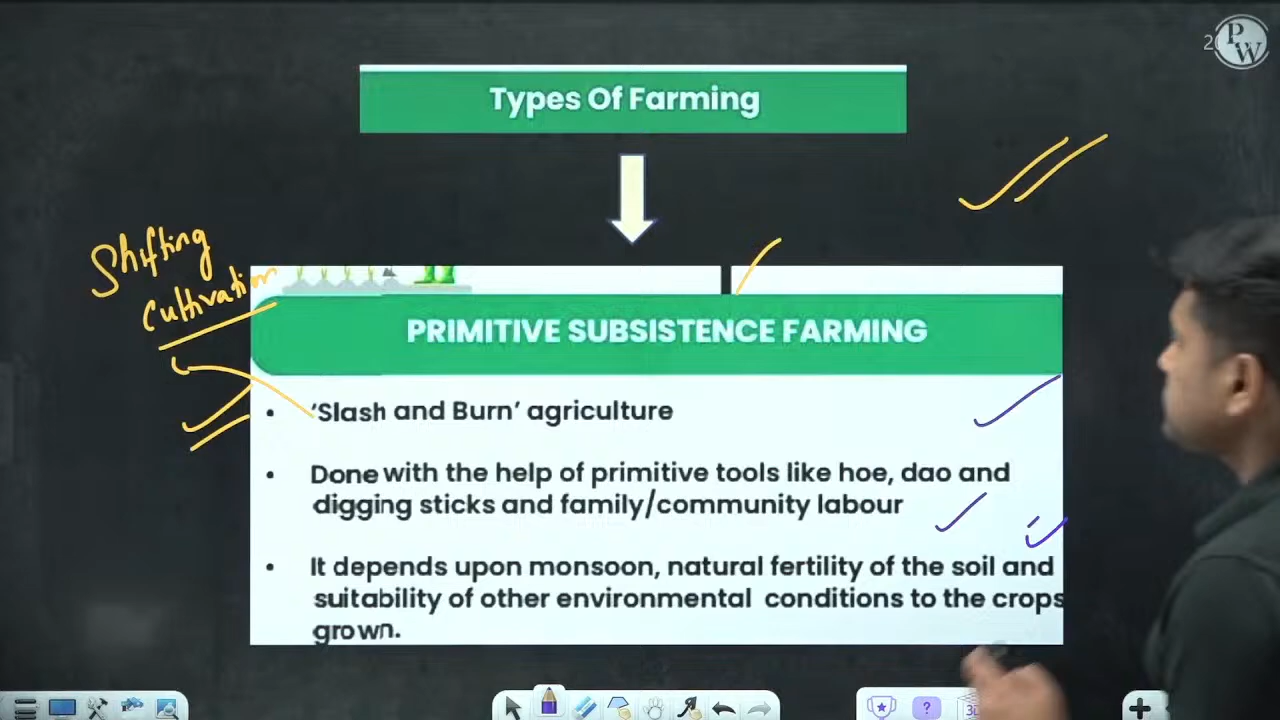 PW
2
Types Of Farming
Shifting
Cultivation
PRIMITIVE SUBSISTENCE FARMING
• 'Slash and Burn' agriculture
• Done with the help of primitive tools like hoe, dao and
digging sticks and family/community labour
• It depends upon monsoon, natural fertility of the soil and
suitability of other environmental conditions to the crops
grown.
?